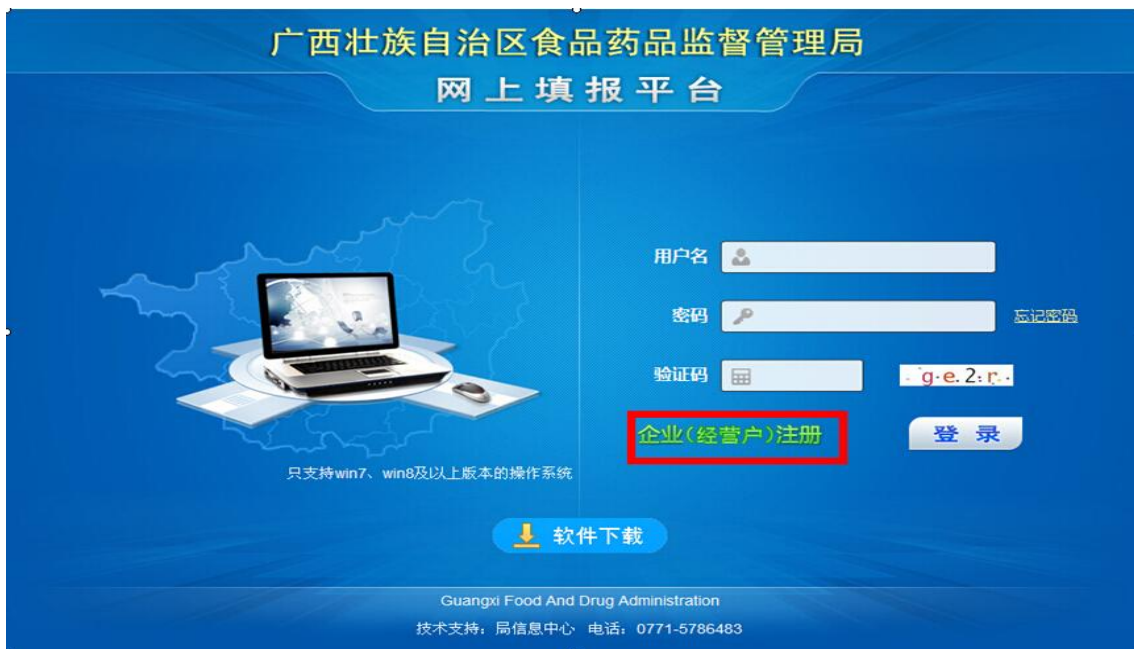 广西壮族自治区食品药品监督管理局
网上填报平台
用户名
密码
忘记密码
验证码
g·e.2:r.
企业(经营户)注册
登 录
只支持win7、win8及以上版本的操作系统
软件下载
Guangxi Food And Drug Administration
技术支持：局信息中心 电话：0771-5786483